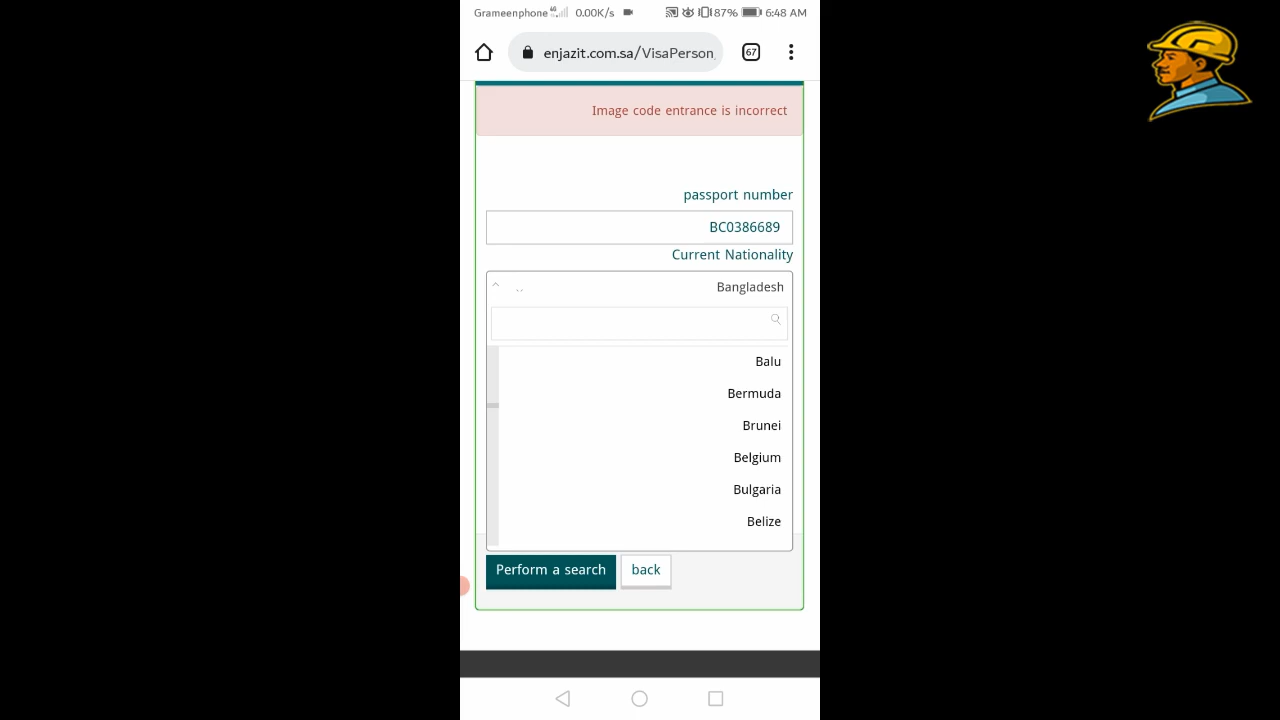 Grameenphone 4G 0.00K/s 87% 6:48 AM
enjazit.com.sa/VisaPerson
67
Image code entrance is incorrect
passport number
BC0386689
Current Nationality
Bangladesh
Balu
Bermuda
Brunei
Belgium
Bulgaria
Belize
Perform a search back